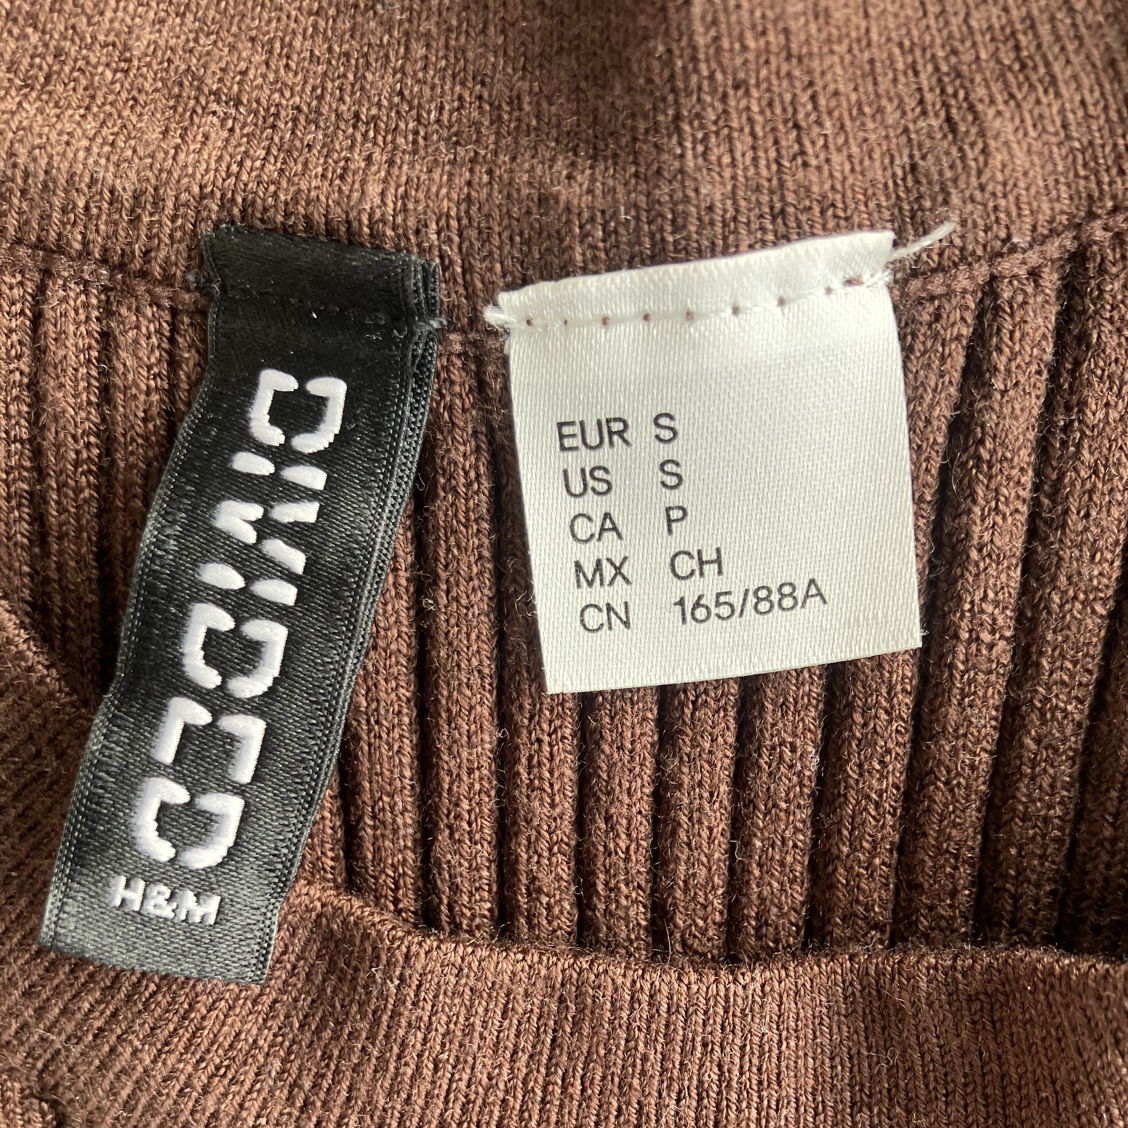 DIVIDED
H&M
EUR S
US S
CA P
MX CH
CN 165/88A